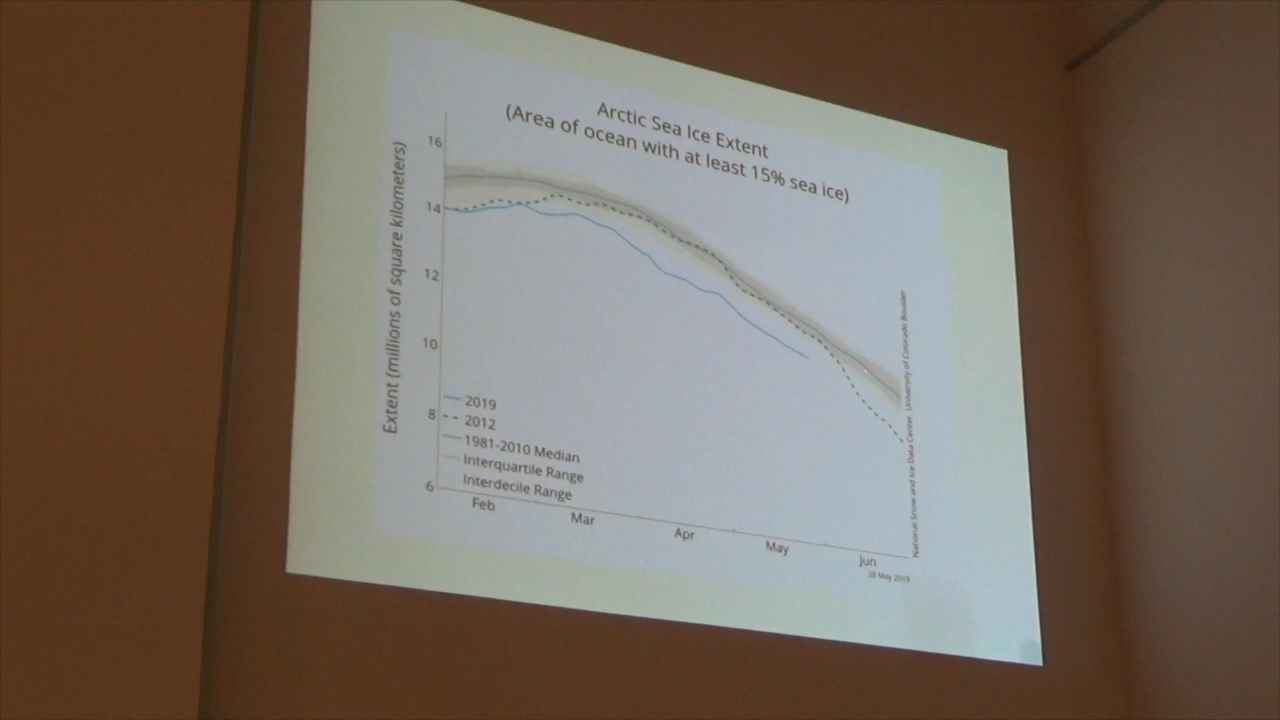 Arctic Sea Ice Extent
(Area of ocean with at least 15% sea ice)
Extent (millions of square kilometers)
16
14
12
10
8
6
2019
2012
1981-2010 Median
Interquartile Range
Interdecile Range
Feb
Mar
Apr
May
Jun
28 May 2019
National Snow and Ice Data Center, University of Colorado Boulder